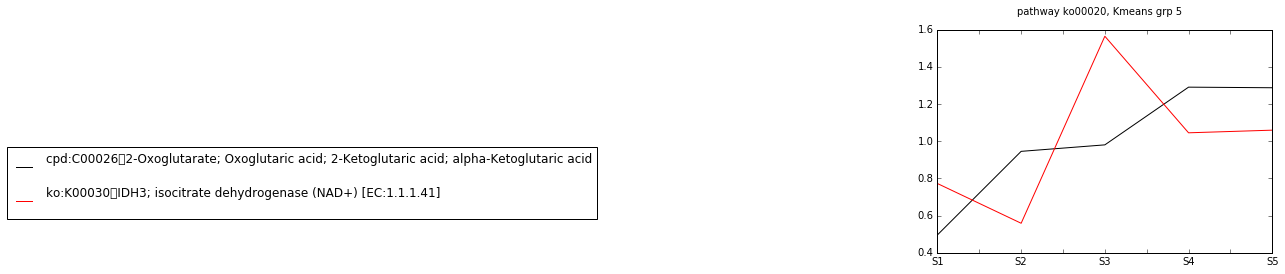 pathway ko00020, Kmeans grp 5
1.6
1.4
1.2
1.0
0.8
0.6
0.4
S1 S2 S3 S4 S5
cpd:C00026▯2-Oxoglutarate; Oxoglutaric acid; 2-Ketoglutaric acid; alpha-Ketoglutaric acid
ko:K00030▯IDH3; isocitrate dehydrogenase (NAD+) [EC:1.1.1.41]